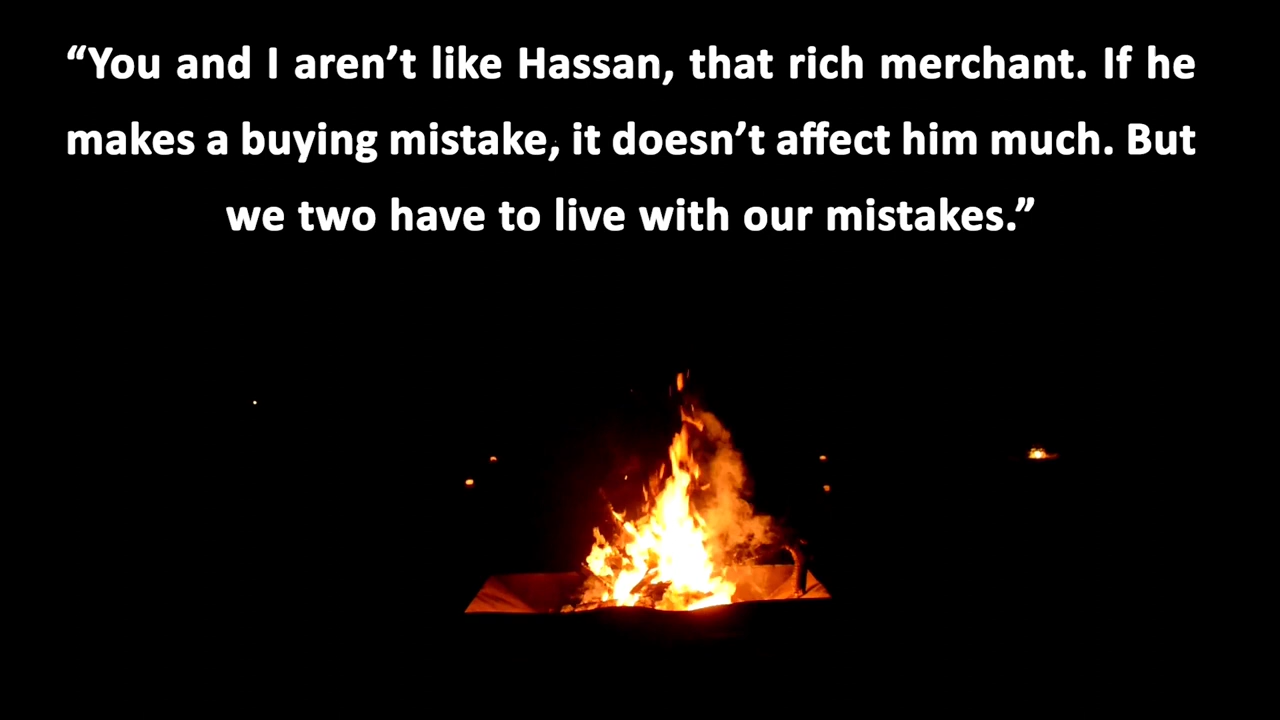 “You and I aren’t like Hassan, that rich merchant. If he
makes a buying mistake, it doesn’t affect him much. But
we two have to live with our mistakes.”